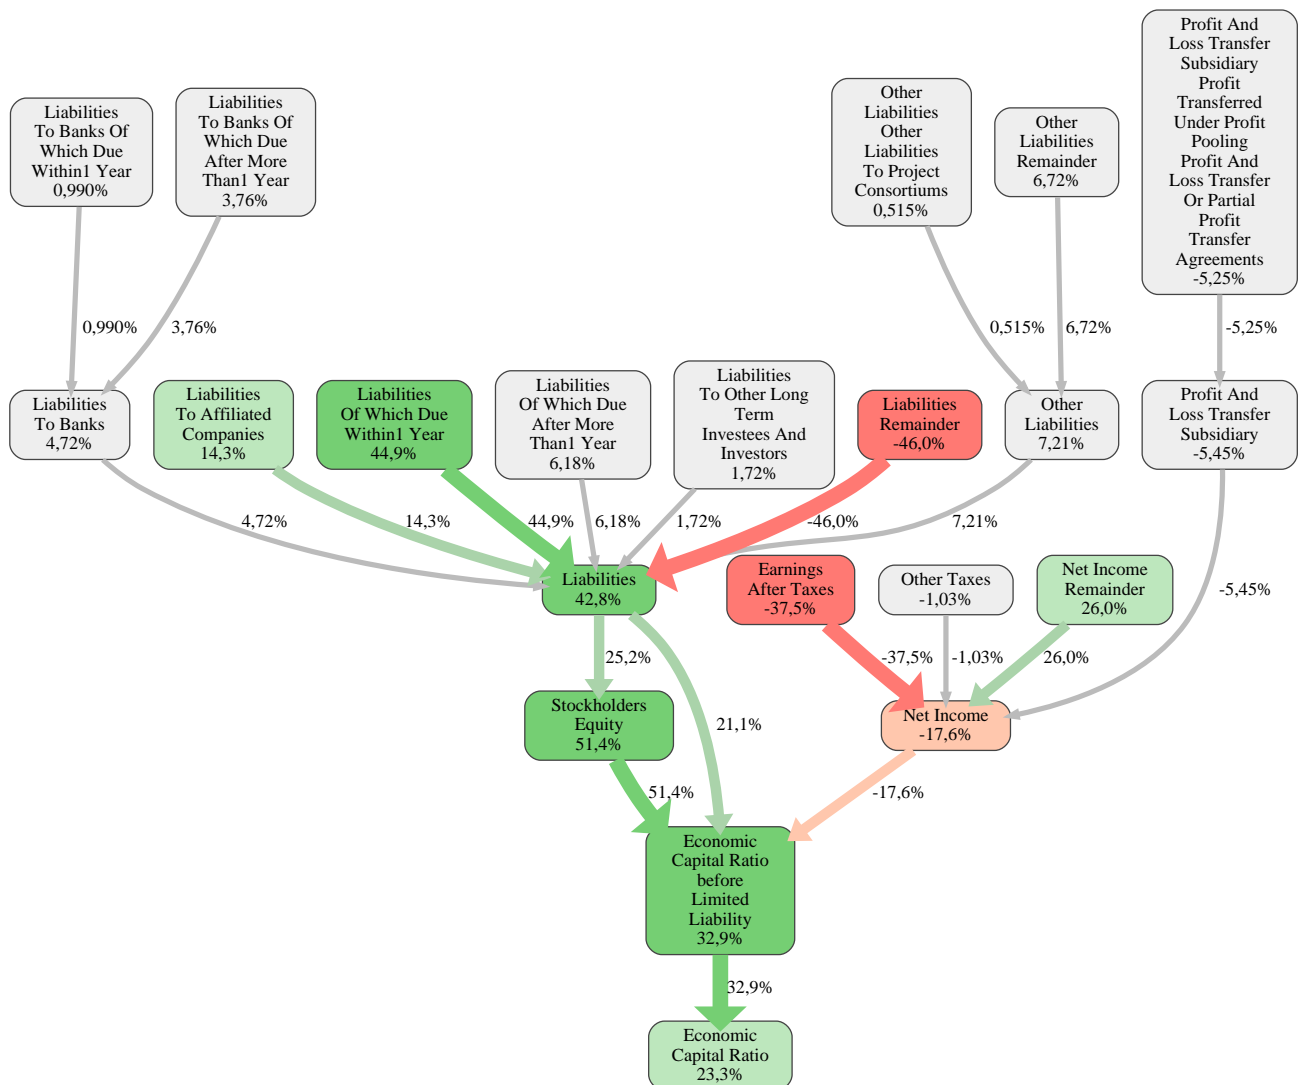 Profit And
Loss Transfer
Subsidiary
Profit
Transferred
Under Profit
Pooling
Profit And
Loss Transfer
Or Partial
Profit
Transfer
Agreements
-5,25%
Liabilities
To Banks Of
Which Due
Within1 Year
0,990%
Liabilities
To Banks Of
Which Due
After More
Than1 Year
3,76%
Other
Liabilities
Other
Liabilities
To Project
Consortiums
0,515%
Other
Liabilities
Remainder
6,72%
0,990%
3,76%
0,515%
6,72%
-5,25%
Liabilities
To Banks
4,72%
Liabilities
To Affiliated
Companies
14,3%
Liabilities
Of Which Due
Within1 Year
44,9%
Liabilities
Of Which Due
After More
Than1 Year
6,18%
Liabilities
To Other Long
Term
Investees And
Investors
1,72%
Liabilities
Remainder
-46,0%
Other
Liabilities
7,21%
Profit And
Loss Transfer
Subsidiary
-5,45%
4,72%
14,3%
44,9%
6,18%
1,72%
-46,0%
7,21%
Liabilities
42,8%
Earnings
After Taxes
-37,5%
Other Taxes
-1,03%
Net Income
Remainder
26,0%
-5,45%
25,2%
-37,5%
-1,03%
26,0%
Stockholders
Equity
51,4%
21,1%
Net Income
-17,6%
51,4%
-17,6%
Economic
Capital Ratio
before
Limited
Liability
32,9%
32,9%
Economic
Capital Ratio
23,3%